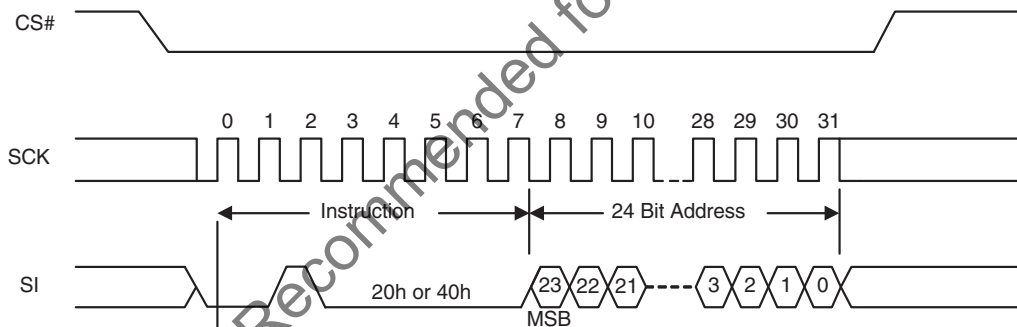 CS#
SCK
0 1 2 3 4 5 6 7 8 9 10 28 29 30 31
Instruction
24 Bit Address
SI
20h or 40h
23 22 21 3 2 1 0
MSB
Recommended for